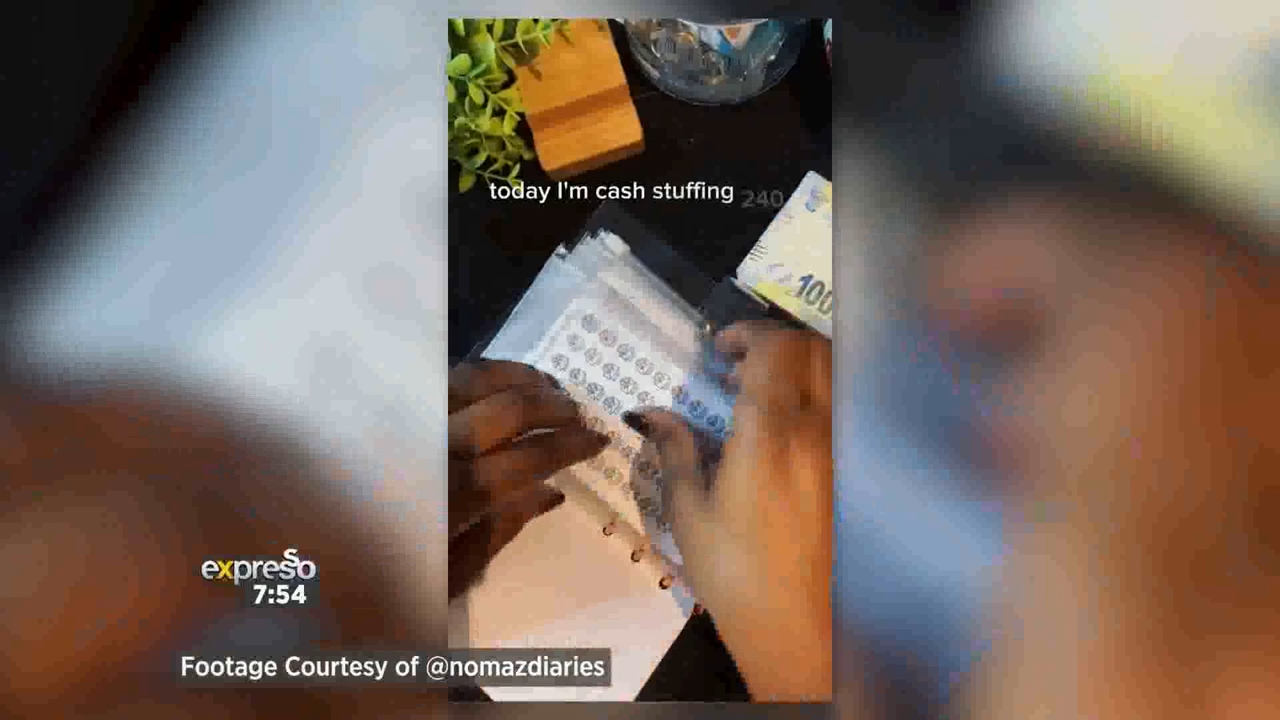 today I'm cash stuffing 240
100
expresso
7:54
Footage Courtesy of @nomazdiaries